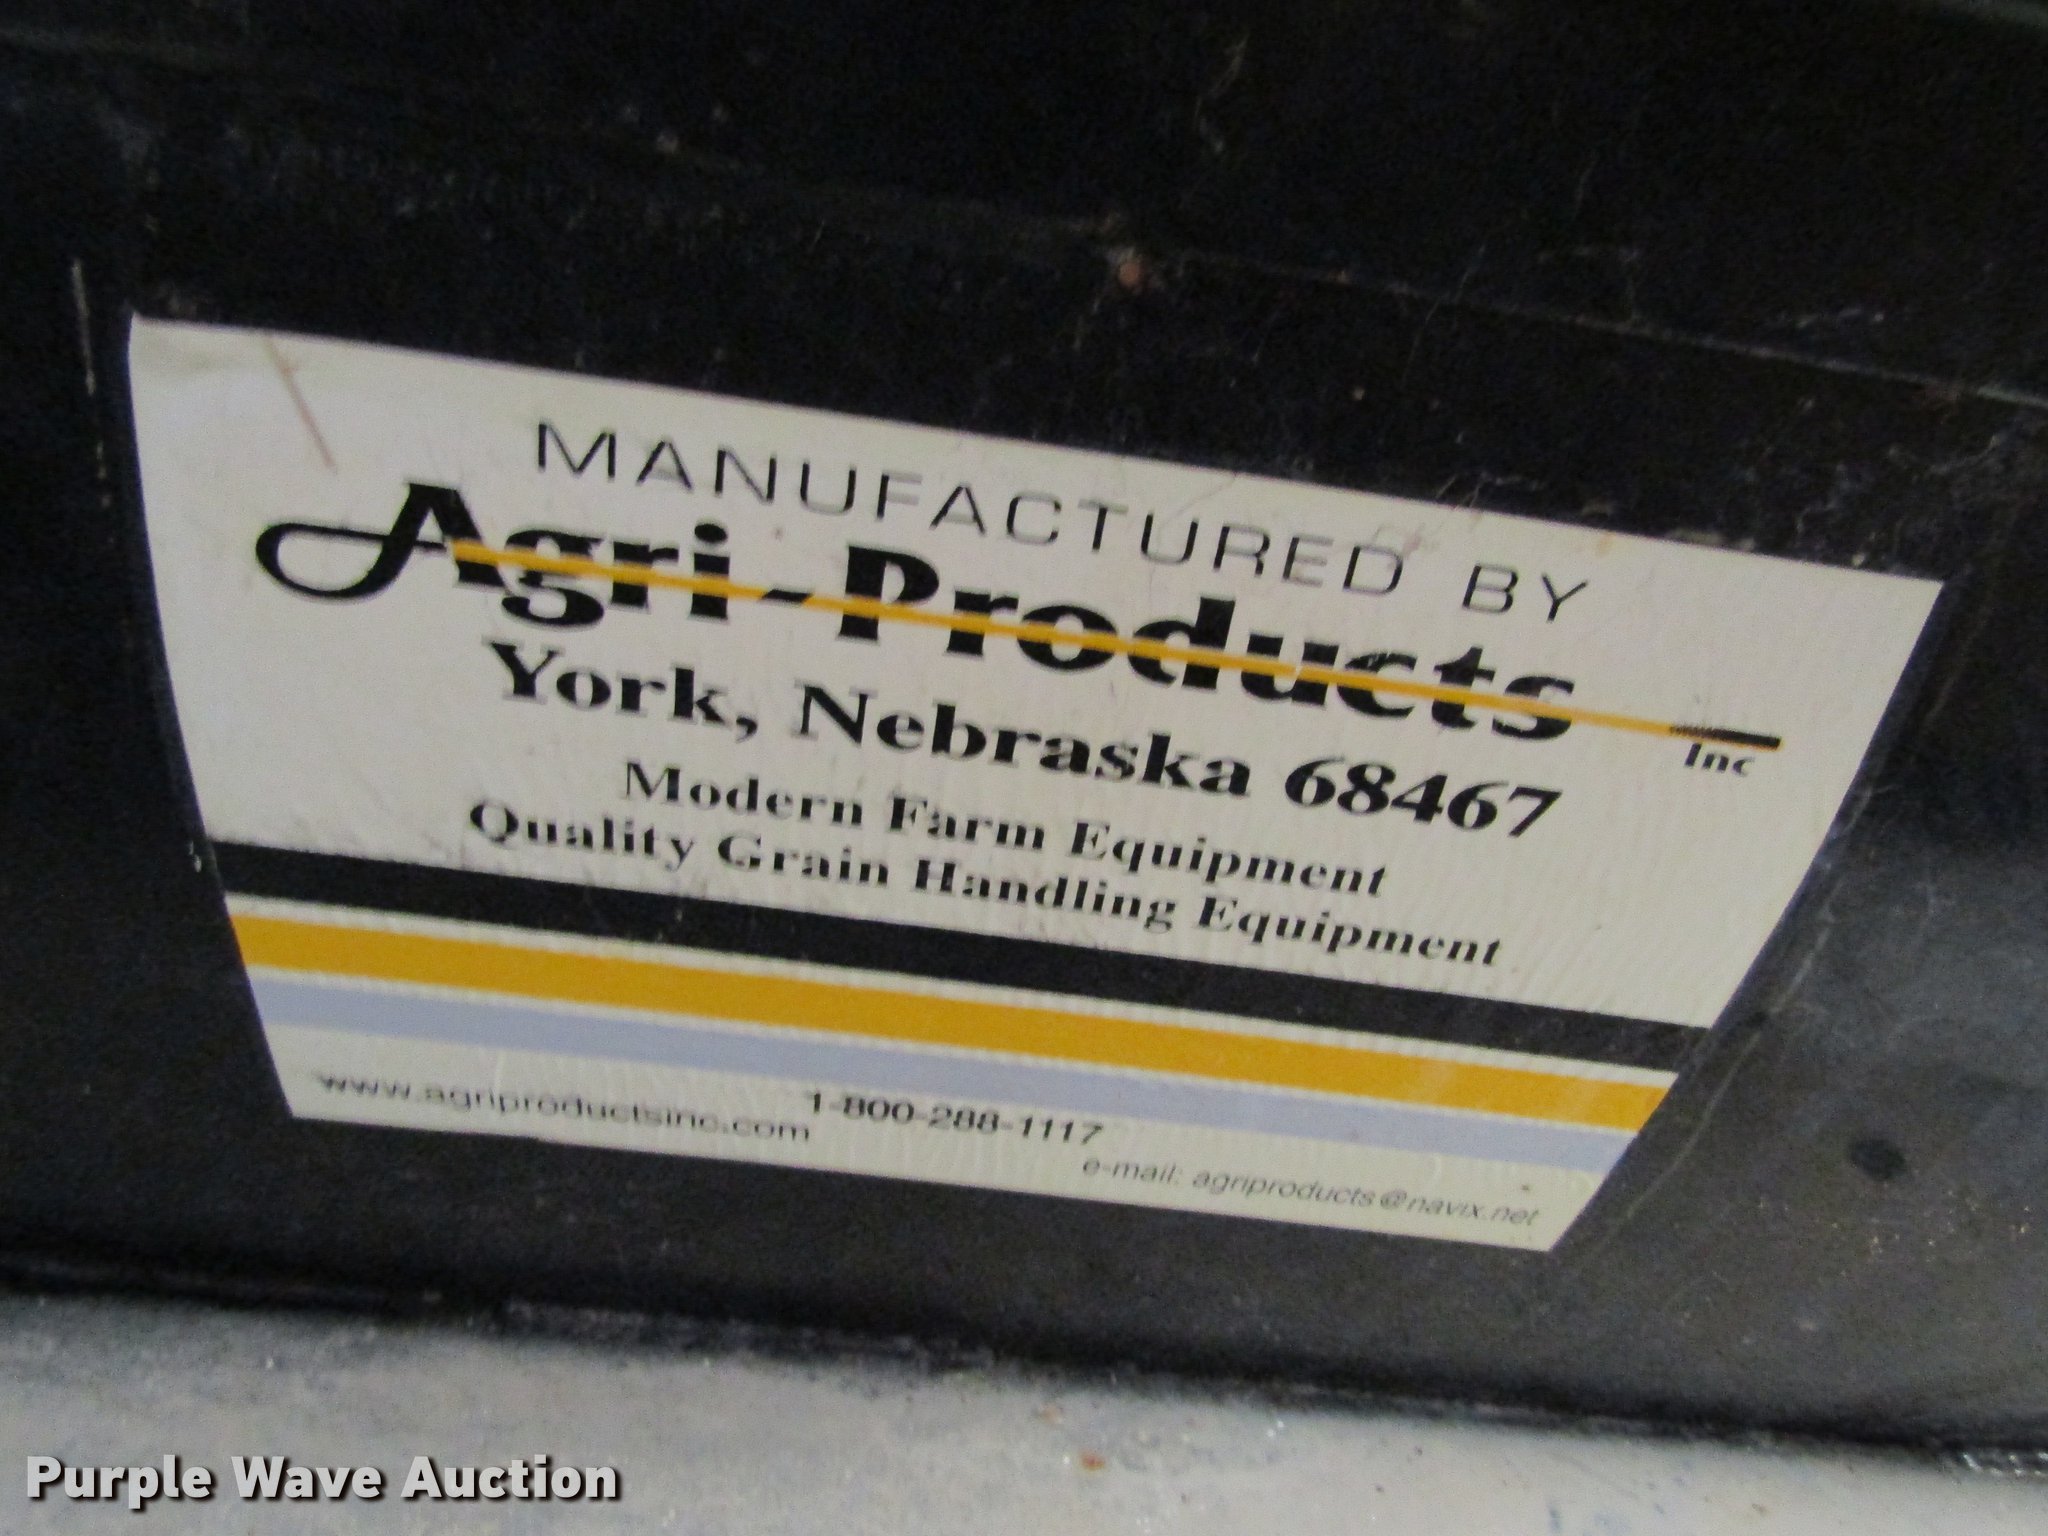 MANUFACTURED BY
Agri-Products Inc
York, Nebraska 68467
Modern Farm Equipment
Quality Grain Handling Equipment
1-800-288-1117
www.agriproductsinc.com
e-mail: agriproducts@navix.net
Purple Wave Auction